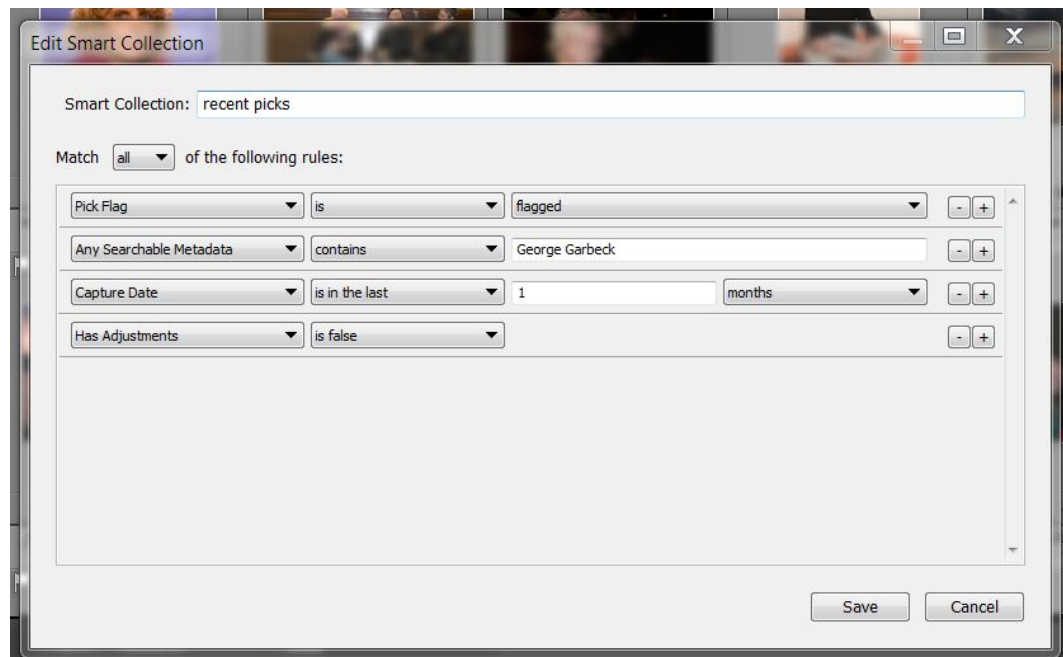 Edit Smart Collection
Smart Collection: recent picks
Match all of the following rules:
Pick Flag is flagged - +
Any Searchable Metadata contains George Garbeck - +
Capture Date is in the last 1 months - +
Has Adjustments is false - +
Save Cancel